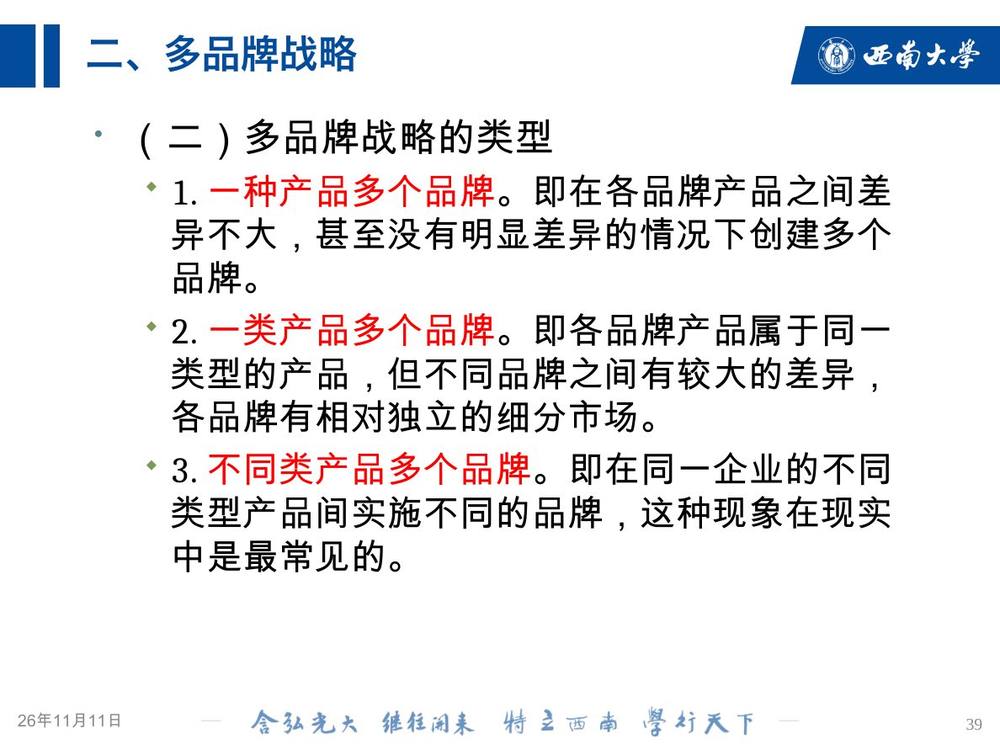 二、多品牌战略
西南大学
• （二）多品牌战略的类型
1. 一种产品多个品牌。即在各品牌产品之间差
异不大，甚至没有明显差异的情况下创建多个
品牌。
2. 一类产品多个品牌。即各品牌产品属于同一
类型的产品，但不同品牌之间有较大的差异，
各品牌有相对独立的细分市场。
3. 不同类产品多个品牌。即在同一企业的不同
类型产品间实施不同的品牌，这种现象在现实
中是最常见的。
26年11月11日
含弘光大 继往开来 特立西南 學行天下
39